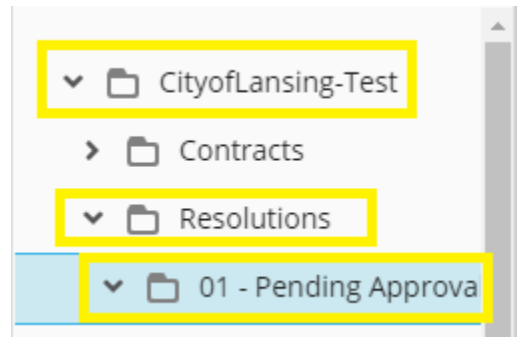 CityofLansing-Test
Contracts
Resolutions
01 - Pending Approva